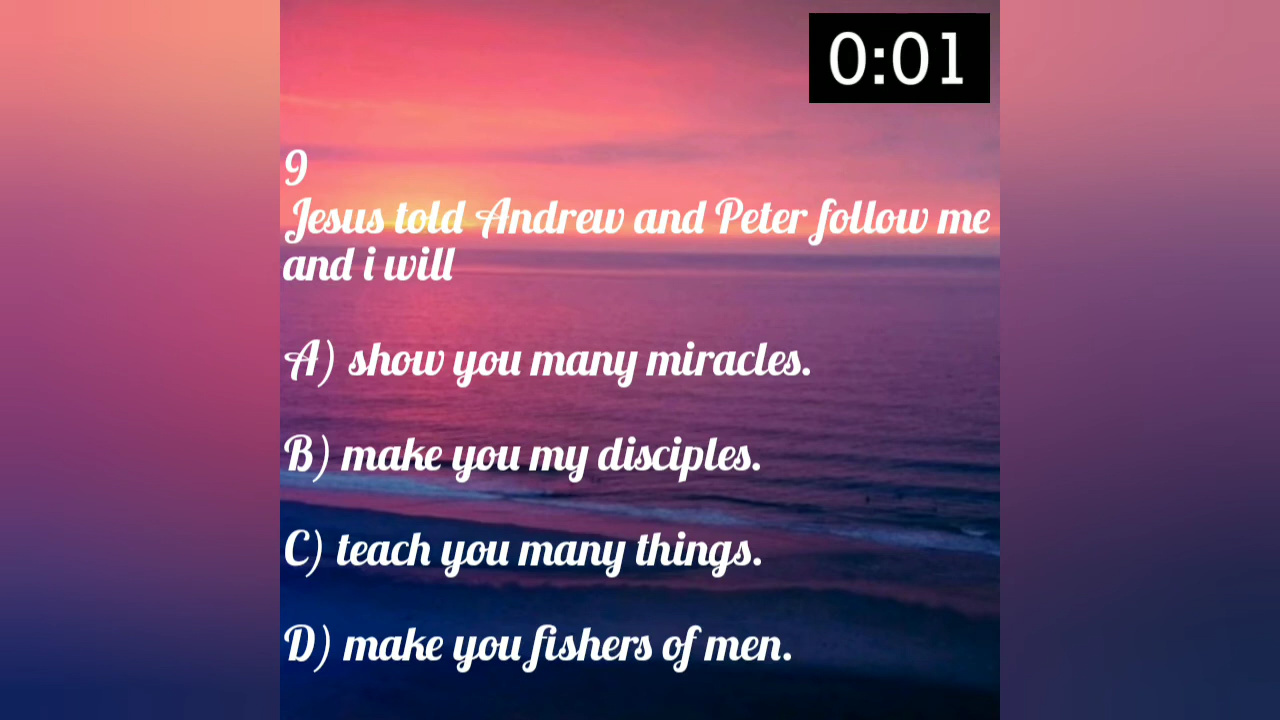 0:01
9
Jesus told Andrew and Peter follow me
and i will
A) show you many miracles.
B) make you my disciples.
C) teach you many things.
D) make you fishers of men.